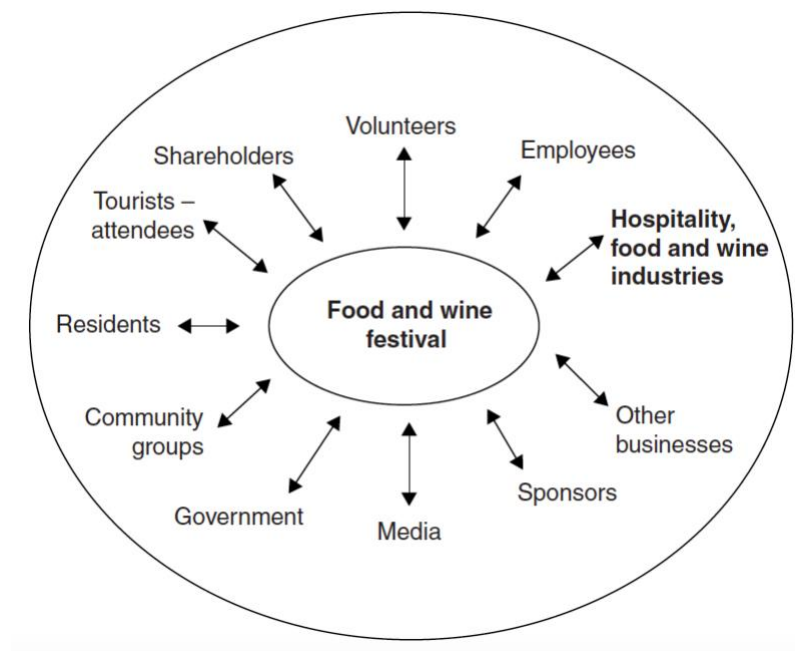 Volunteers
Shareholders
Employees
Tourists –
attendees
Hospitality,
food and wine
industries
Food and wine
festival
Residents
Community
groups
Other
businesses
Sponsors
Government
Media